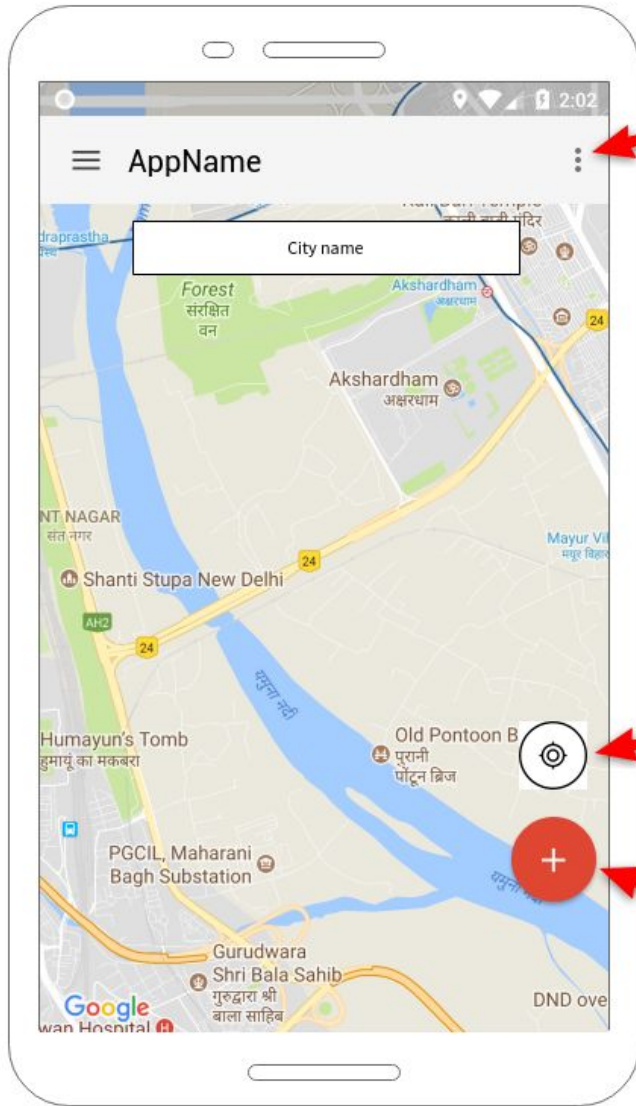 2:02
AppName
मंदिर
City name
Forest
संरक्षित
वन
Akshardham
अक्षरधाम
24
Akshardham
अक्षरधाम
NT NAGAR
संत नगर
Mayur Vi
मयूर विहार
24
Shanti Stupa New Delhi
AH2
24
यमुना नदी
Humayun's Tomb
हुमायूं का मकबरा
Old Pontoon B
पुरानी
पोंटून ब्रिज
PGCIL, Maharani
Bagh Substation
Gurudwara
Shri Bala Sahib
गुरुद्वारा श्री
बाला साहिब
DND ove
Google
wan Hospital H